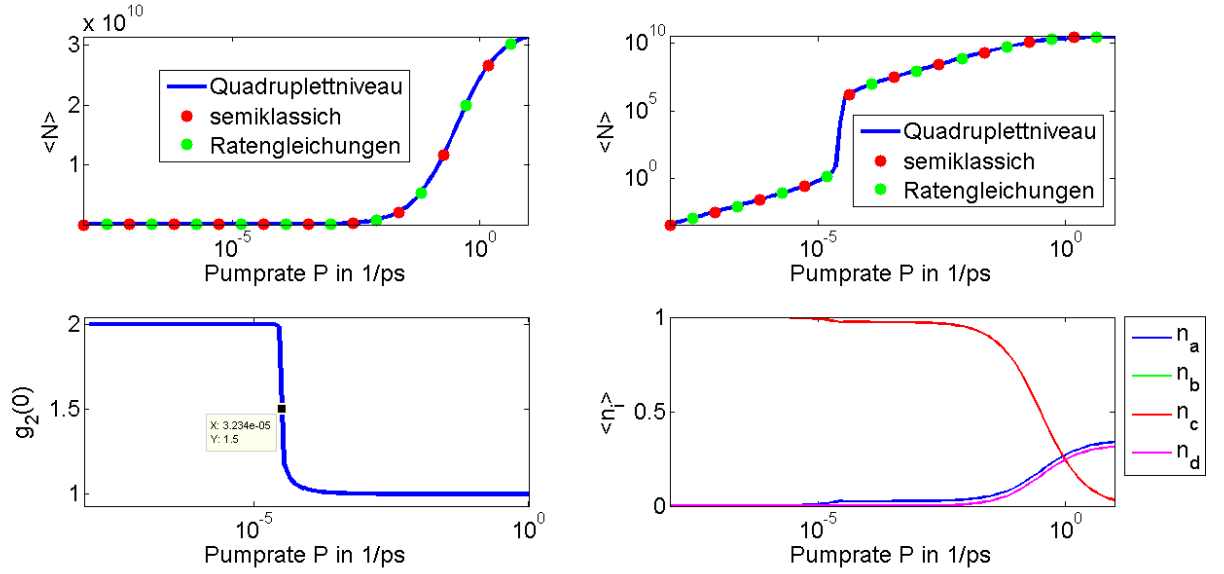 x 10^10
3
2
1
10^-5
10^0
<N>
Pumprate P in 1/ps
Quadruplettniveau
semiklassich
Ratengleichungen
10^10
10^5
10^0
10^-5
10^0
<N>
Pumprate P in 1/ps
Quadruplettniveau
semiklassich
Ratengleichungen
2
1.5
1
10^-5
10^0
g_2(0)
Pumprate P in 1/ps
X: 3.234e-05
Y: 1.5
1
0.5
0
10^-5
10^0
<n_i>
Pumprate P in 1/ps
n_a
n_b
n_c
n_d